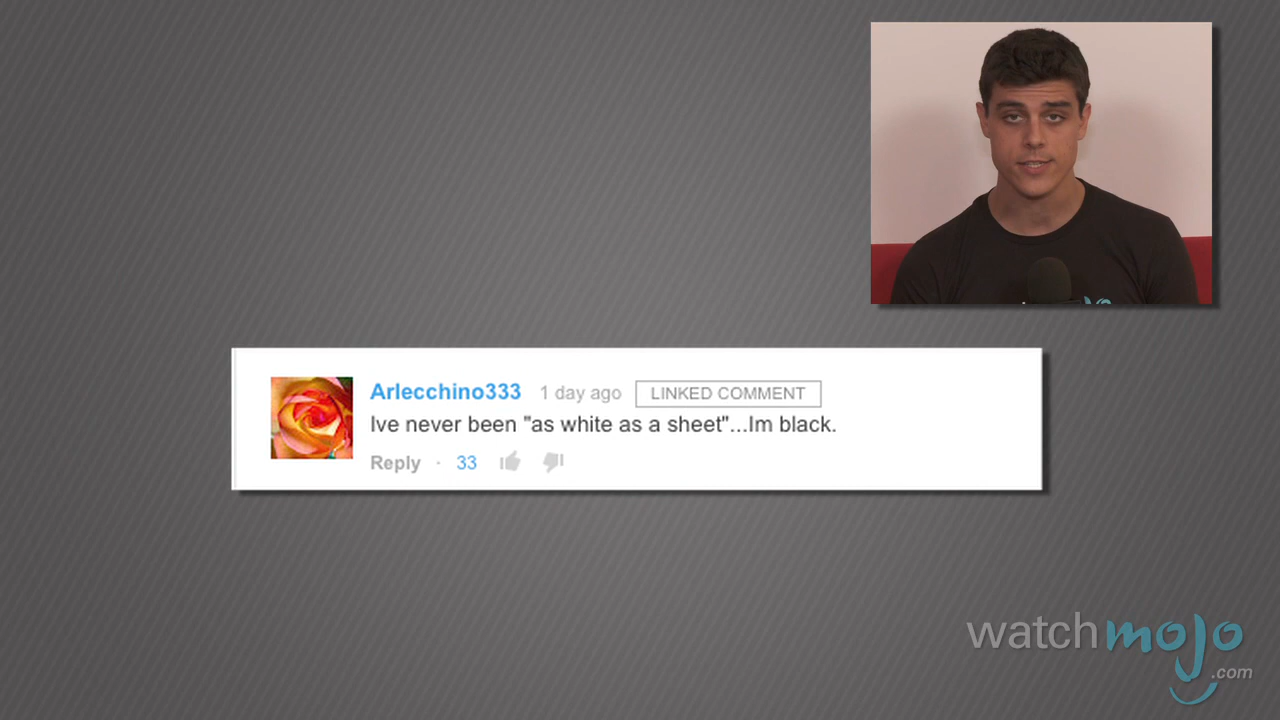 Arlecchino333 1 day ago LINKED COMMENT
Ive never been "as white as a sheet"...Im black.
Reply · 33
watchmojo
.com